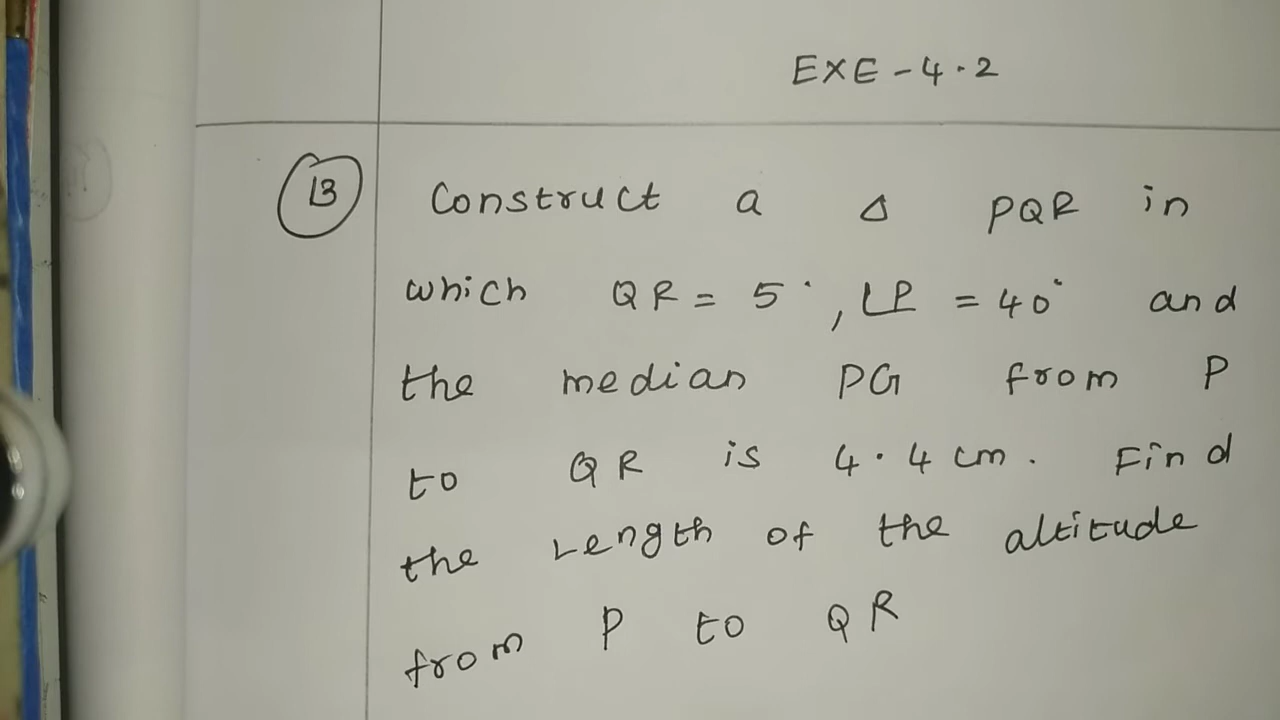 EXE - 4.2
13 Construct a Δ PQR in
which QR = 5°, ∠P = 40° and
the median PG from P
to QR is 4.4 cm. Find
the Length of the altitude
from P to QR